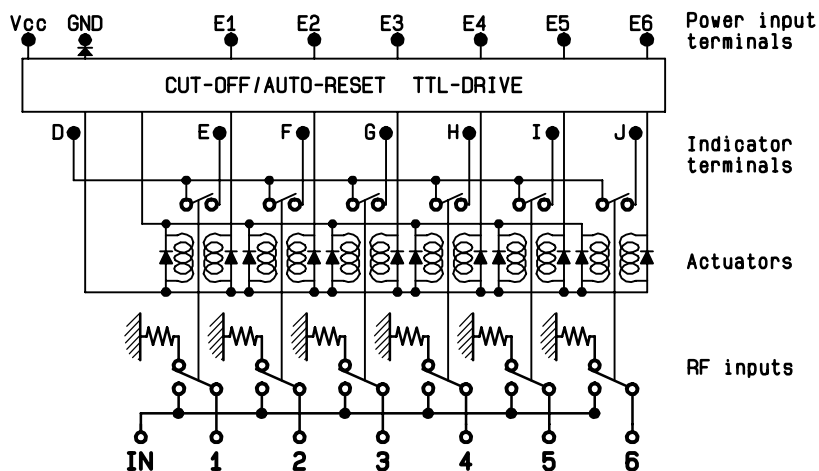 Vcc GND E1 E2 E3 E4 E5 E6 Power input
terminals
CUT-OFF/AUTO-RESET TTL-DRIVE
D E F G H I J Indicator
terminals
Actuators
RF inputs
IN 1 2 3 4 5 6